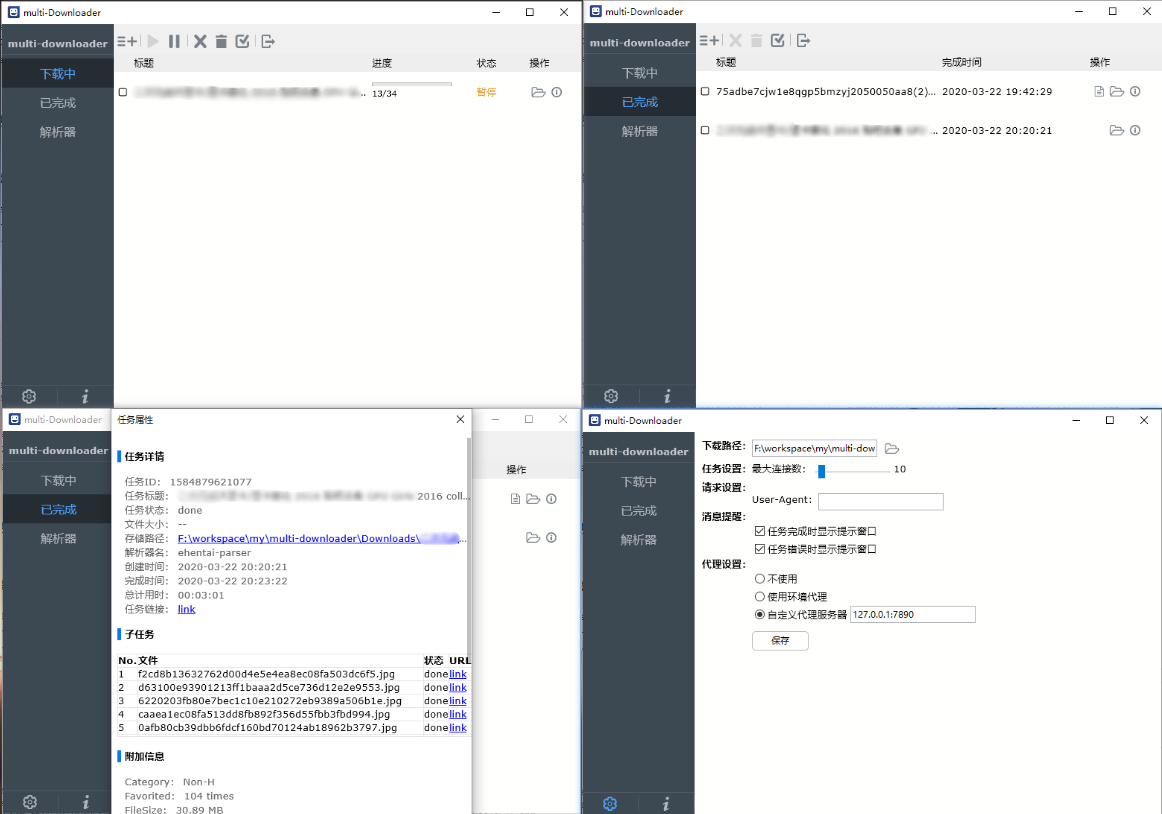 multi-Downloader
multi-downloader
下载中
已完成
解析器
标题 进度 状态 操作
.. 13/34 暂停
multi-Downloader
multi-downloader
下载中
已完成
解析器
标题 完成时间 操作
75adbe7cjw1e8qgp5bmzyj2050050aa8(2)... 2020-03-22 19:42:29
... 2020-03-22 20:20:21
multi-Downloader
multi-downloader
下载中
已完成
解析器
操作
任务属性
任务详情
任务ID: 1584879621077
任务标题: 2016 coll...
任务状态: done
文件大小: --
存储路径: F:\workspace\my\multi-downloader\Downloads\...
解析器名: ehentai-parser
创建时间: 2020-03-22 20:20:21
完成时间: 2020-03-22 20:23:22
总计用时: 00:03:01
任务链接: link
子任务
No. 文件 状态 URL
1 f2cd8b13632762d00d4e5e4ea8ec08fa503dc6f5.jpg done link
2 d63100e93901213ff1baaa2d5ce736d12e2e9553.jpg done link
3 6220203fb80e7bec1c10e210272eb9389a506b1e.jpg done link
4 caaea1ec08fa513dd8fb892f356d55fbb3fbd994.jpg done link
5 0afb80cb39dbb6fdcf160bd70124ab18962b3797.jpg done link
附加信息
Category: Non-H
Favorited: 104 times
FileSize: 30.89 MB
multi-Downloader
multi-downloader
下载中
已完成
解析器
下载路径: F:\workspace\my\multi-dow
任务设置: 最大连接数: 10
请求设置:
User-Agent:
消息提醒:
任务完成时显示提示窗口
任务错误时显示提示窗口
代理设置:
不使用
使用环境代理
自定义代理服务器 127.0.0.1:7890
保存